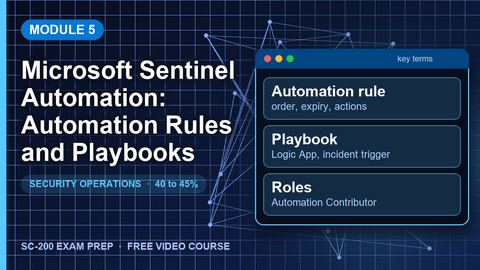 MODULE 5
Microsoft Sentinel
Automation:
Automation Rules
and Playbooks
SECURITY OPERATIONS · 40 to 45%
SC-200 EXAM PREP · FREE VIDEO COURSE
key terms
Automation rule
order, expiry, actions
Playbook
Logic App, incident trigger
Roles
Automation Contributor